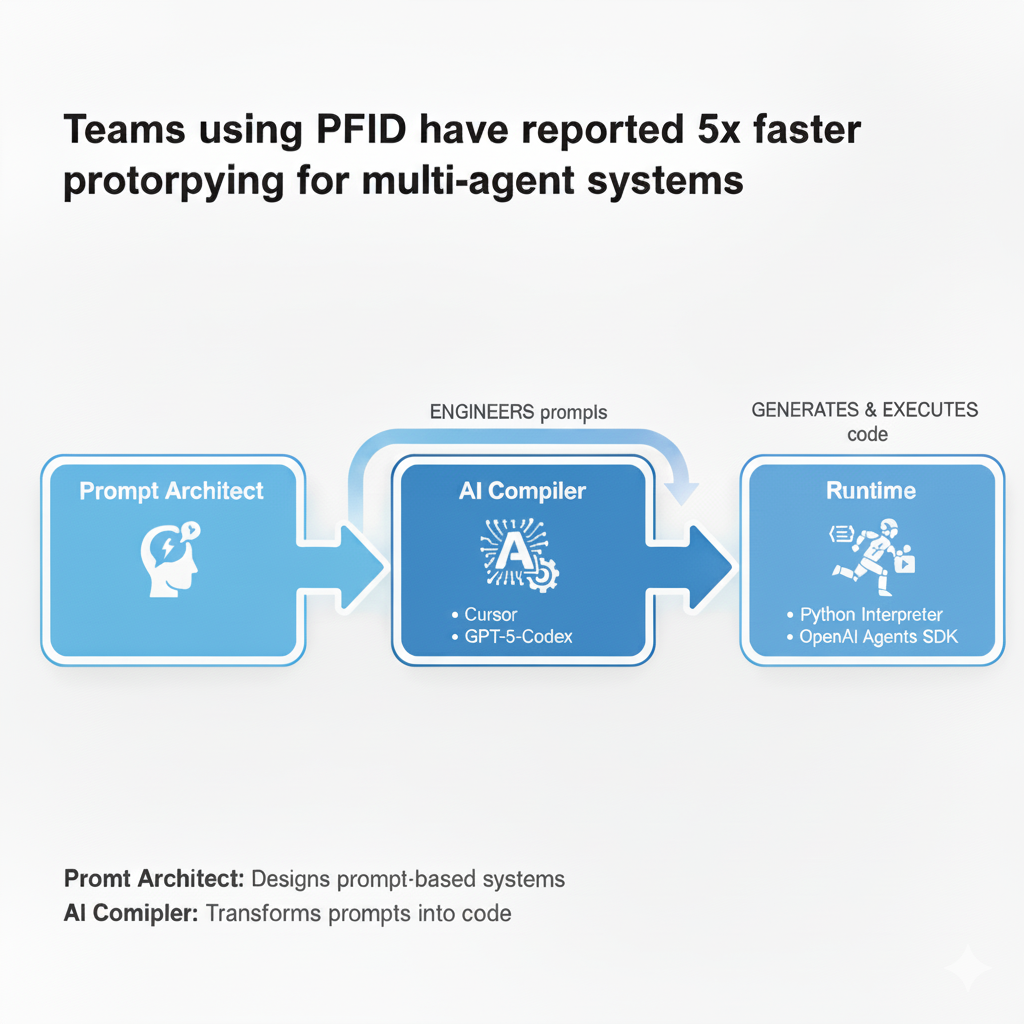 Teams using PFID have reported 5x faster
protorpying for multi-agent systems
ENGINEERS prompls
GENERATES & EXECUTES
code
Prompt Architect
AI Compiler
A
• Cursor
• GPT-5-Codex
Runtime
• Python Interpreter
• OpenAI Agents SDK
Promt Architect: Designs prompt-based systems
AI Comipler: Transforms prompts into code